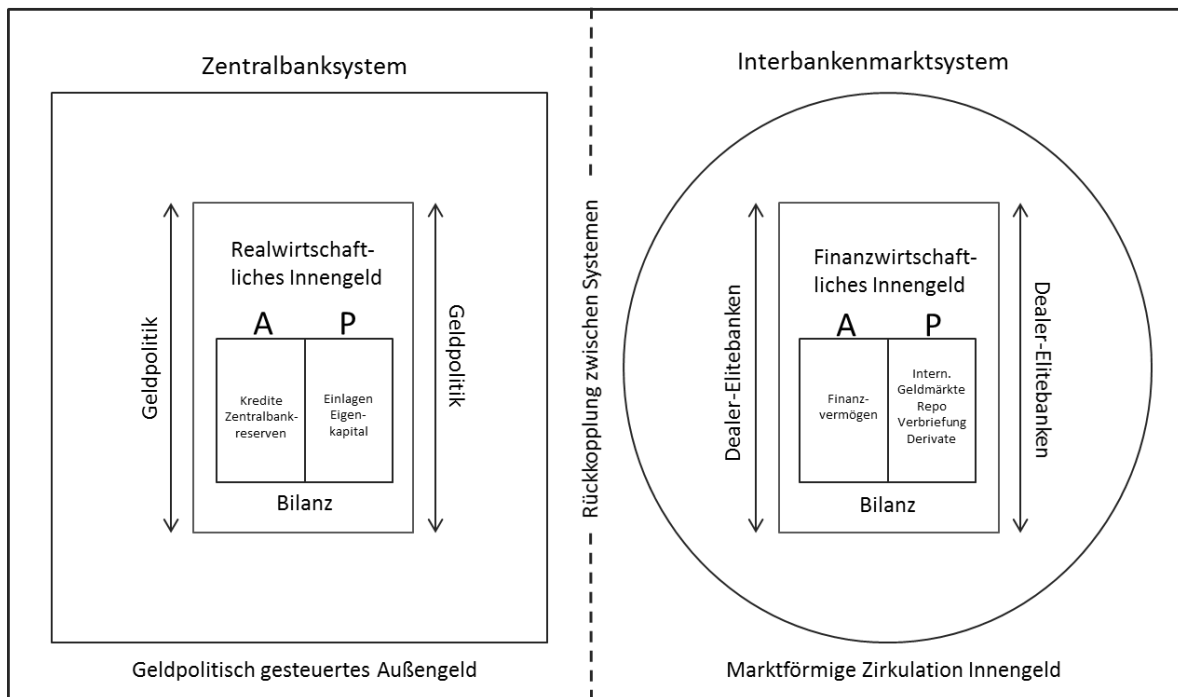 Zentralbanksystem
Geldpolitik
Realwirtschaft-
liches Innengeld
A
P
Kredite
Zentralbank-
reserven
Einlagen
Eigen-
kapital
Bilanz
Geldpolitik
Geldpolitisch gesteuertes Außengeld
Rückkopplung zwischen Systemen
Interbankenmarktsystem
Dealer-Elitebanken
Finanzwirtschaft-
liches Innengeld
A
P
Finanz-
vermögen
Intern.
Geldmärkte
Repo
Verbriefung
Derivate
Bilanz
Dealer-Elitebanken
Marktförmige Zirkulation Innengeld